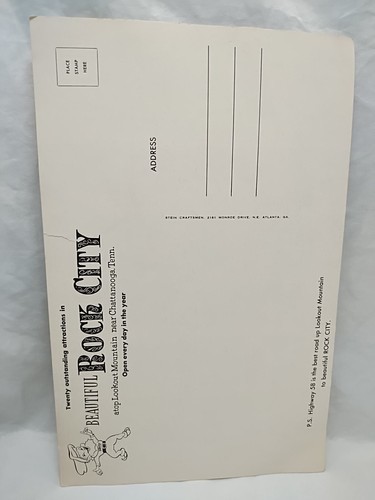 Twenty outstanding attractions in
BEAUTIFUL ROCK CITY
atop Lookout Mountain near Chattanooga, Tenn.
Open every day in the year
PLACE
STAMP
HERE
ADDRESS
STEIN CRAFTSMEN, 2181 MONROE DRIVE, N.E. ATLANTA, GA.
P.S. Highway 58 is the best road up Lookout Mountain
to beautiful ROCK CITY.